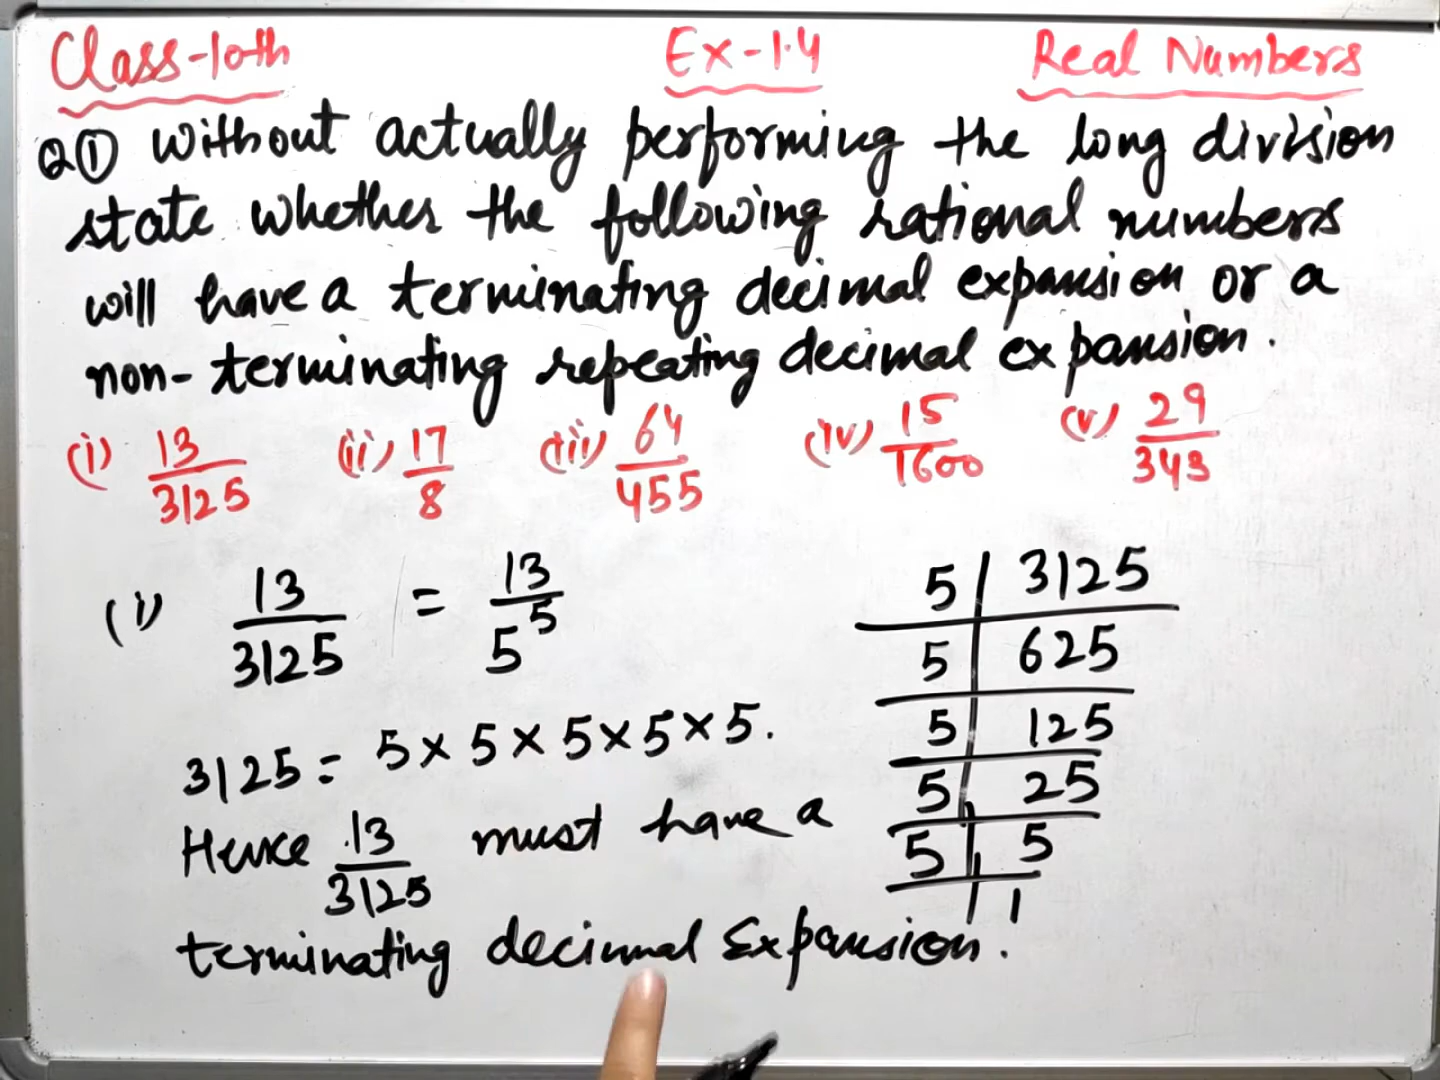 Class-10th Ex-1.4 Real Numbers
Q① Without actually performing the long division
state whether the following rational numbers
will have a terminating decimal expansion or a
non-terminating repeating decimal expansion.
(i) 13/3125 (ii) 17/8 (iii) 64/455 (iv) 15/1600 (v) 29/343
(i) 13/3125 = 13/5⁵
3125 = 5×5×5×5×5.
Hence 13/3125 must have a
terminating decimal Expansion.
5 | 3125
5 | 625
5 | 125
5 | 25
5 | 5
| 1